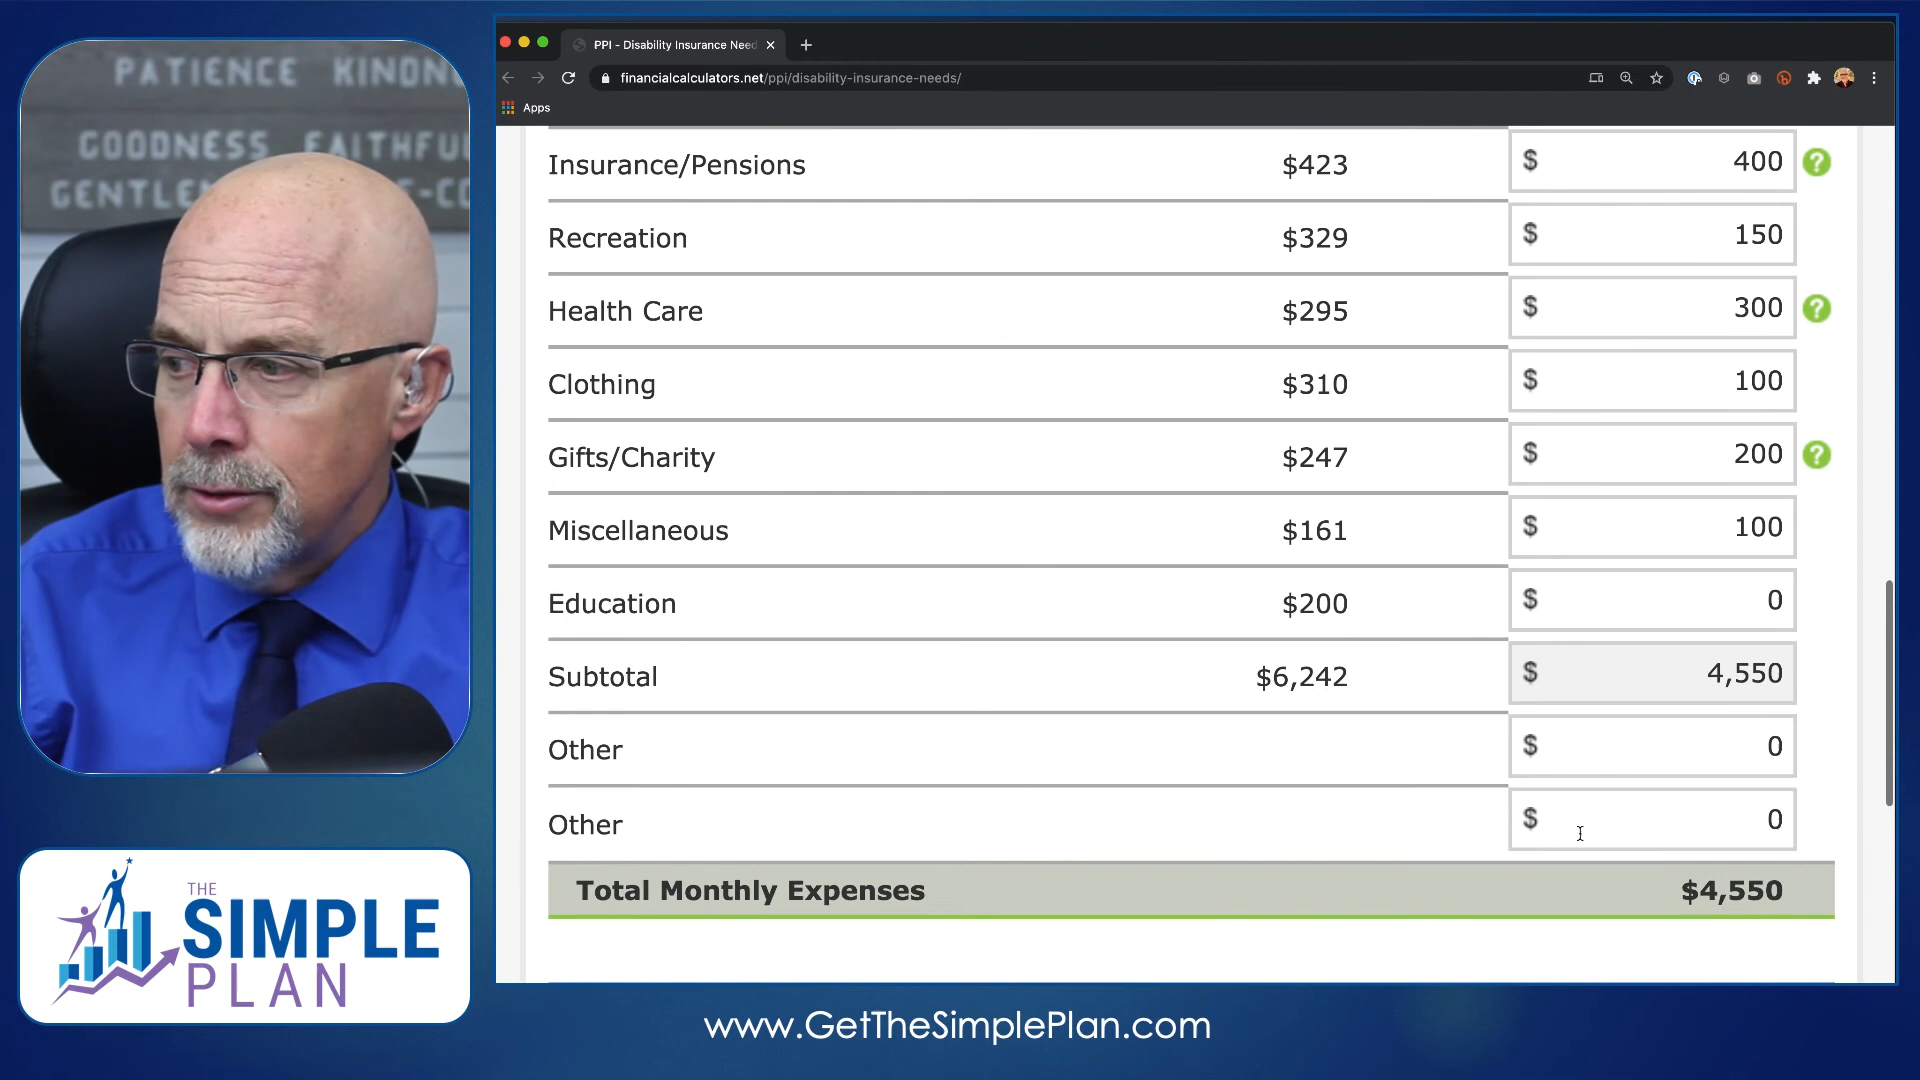 PATIENCE KINDN
GOODNESS FAITHFUL
GENTLE -CO
PPI - Disability Insurance Need
financialcalculators.net/ppi/disability-insurance-needs/
Apps
Insurance/Pensions $423 $ 400 ?
Recreation $329 $ 150
Health Care $295 $ 300 ?
Clothing $310 $ 100
Gifts/Charity $247 $ 200 ?
Miscellaneous $161 $ 100
Education $200 $ 0
Subtotal $6,242 $ 4,550
Other $ 0
Other $ 0
Total Monthly Expenses $4,550
THE
SIMPLE
PLAN
www.GetTheSimplePlan.com